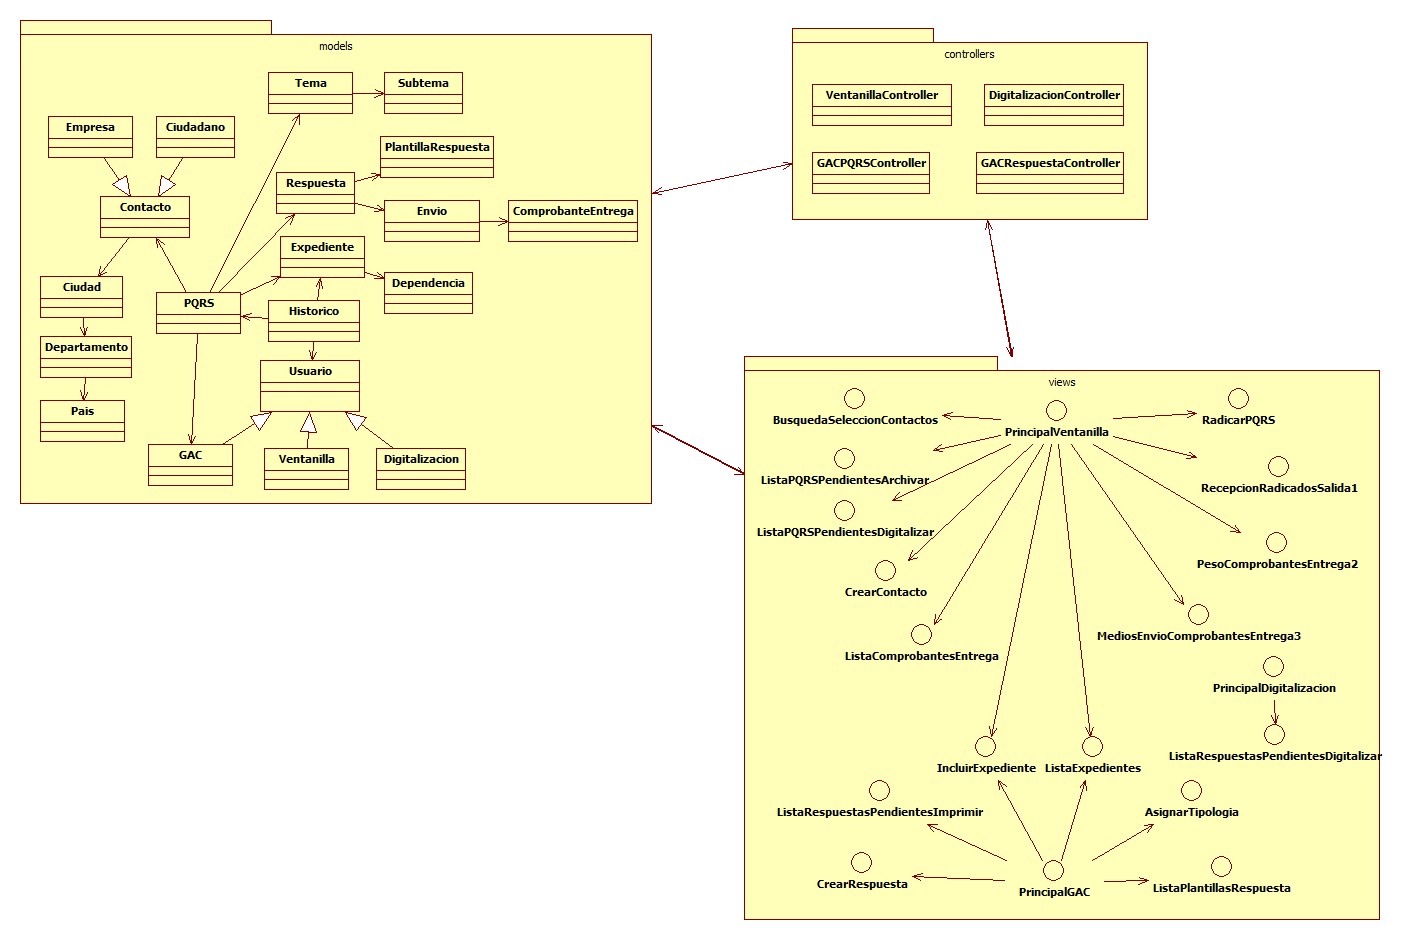 models
Tema
Subtema
Empresa
Ciudadano
PlantillaRespuesta
Respuesta
Contacto
Envio
ComprobanteEntrega
Expediente
Ciudad
Dependencia
PQRS
Historico
Departamento
Usuario
Pais
GAC
Ventanilla
Digitalizacion
controllers
VentanillaController
DigitalizacionController
GACPQRSController
GACRespuestaController
views
BusquedaSeleccionContactos
PrincipalVentanilla
RadicarPQRS
ListaPQRSPendientesArchivar
RecepcionRadicadosSalida1
ListaPQRSPendientesDigitalizar
PesoComprobantesEntrega2
CrearContacto
MediosEnvioComprobantesEntrega3
ListaComprobantesEntrega
PrincipalDigitalizacion
ListaRespuestasPendientesDigitalizar
IncluirExpediente
ListaExpedientes
ListaRespuestasPendientesImprimir
AsignarTipologia
CrearRespuesta
PrincipalGAC
ListaPlantillasRespuesta